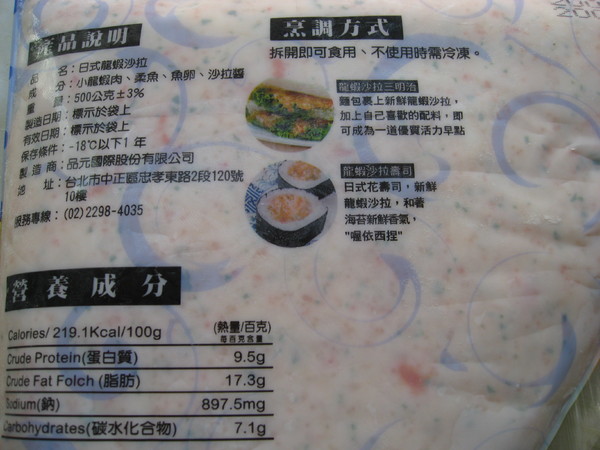 產品說明
品 名：日式龍蝦沙拉
成 分：小龍蝦肉、柔魚、魚卵、沙拉醬
重 量：500公克±3%
製造日期：標示於袋上
有效日期：標示於袋上
保存條件：-18℃以下1年
製 造 商：品元國際股份有限公司
地 址：台北市中正區忠孝東路2段120號
10樓
服務專線：(02)2298-4035
烹調方式
拆開即可食用、不使用時需冷凍。
龍蝦沙拉三明治
麵包裹上新鮮龍蝦沙拉，
加上自己喜歡的配料，即
可成為一道優質活力早點
龍蝦沙拉壽司
日式花壽司，新鮮
龍蝦沙拉，和著
海苔新鮮香氣，
"喔依西捏"
營養成分
Calories/ 219.1Kcal/100g (熱量/百克)
每百克含量
Crude Protein(蛋白質) 9.5g
Crude Fat Folch (脂肪) 17.3g
Sodium(鈉) 897.5mg
Carbohydrates(碳水化合物) 7.1g